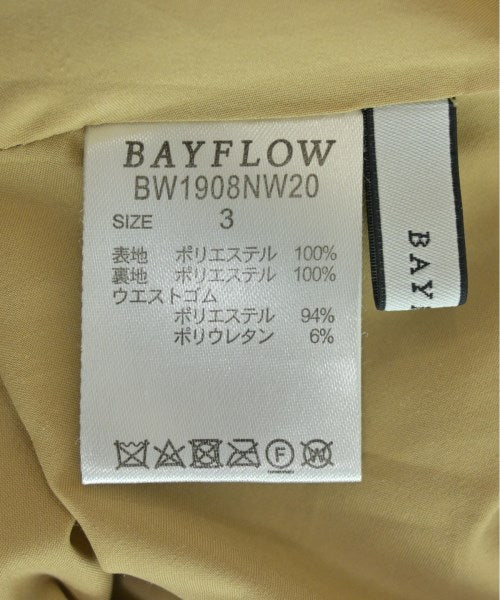 BAYFLOW
BW1908NW20
SIZE 3
表地 ポリエステル 100%
裏地 ポリエステル 100%
ウエストゴム
ポリエステル 94%
ポリウレタン 6%
F W
BAY